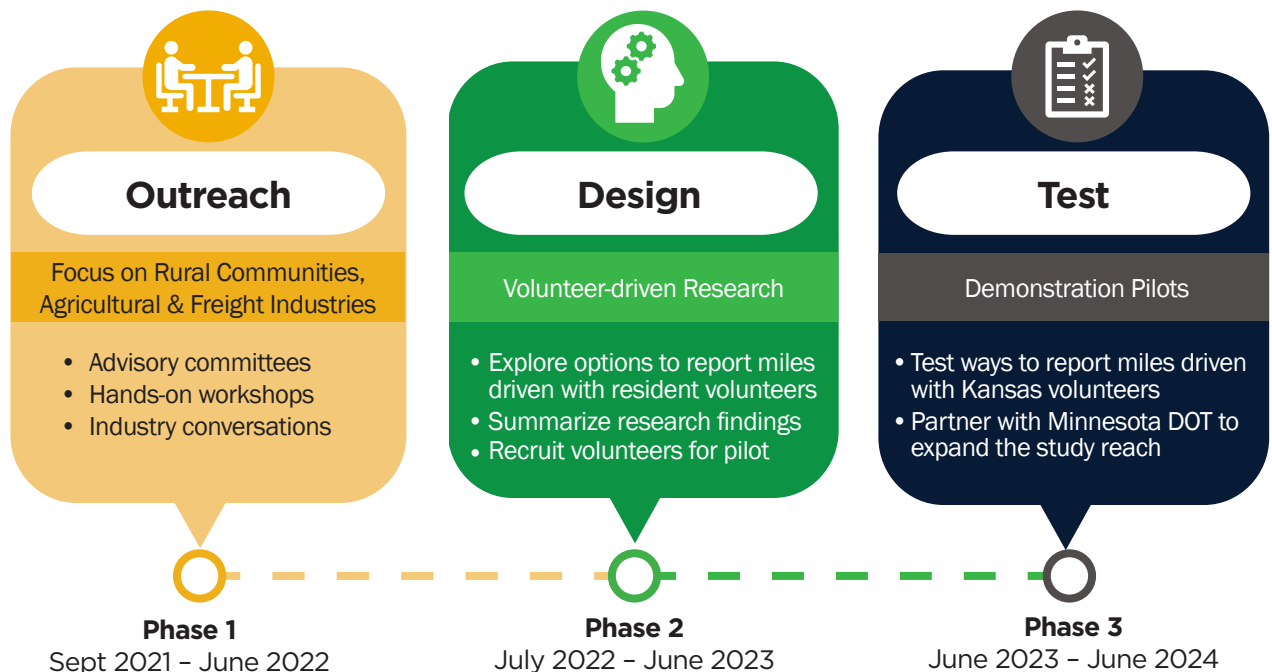 Outreach
Focus on Rural Communities,
Agricultural & Freight Industries
• Advisory committees
• Hands-on workshops
• Industry conversations
Phase 1
Sept 2021 – June 2022
Design
Volunteer-driven Research
• Explore options to report miles
driven with resident volunteers
• Summarize research findings
• Recruit volunteers for pilot
Phase 2
July 2022 – June 2023
Test
Demonstration Pilots
• Test ways to report miles driven
with Kansas volunteers
• Partner with Minnesota DOT to
expand the study reach
Phase 3
June 2023 – June 2024